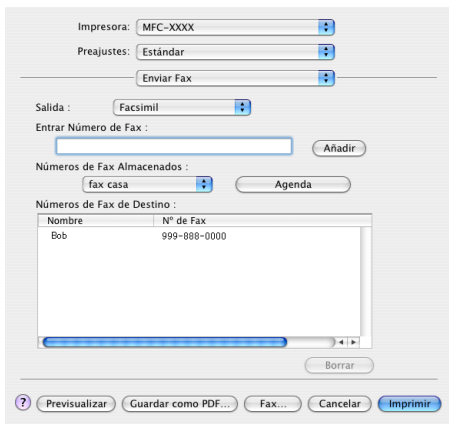 Impresora: MFC-XXXX
Preajustes: Estándar
Enviar Fax
Salida : Facsimil
Entrar Número de Fax :
Añadir
Números de Fax Almacenados :
fax casa Agenda
Números de Fax de Destino :
Nombre Nº de Fax
Bob 999-888-0000
Borrar
? Previsualizar Guardar como PDF... Fax... Cancelar Imprimir